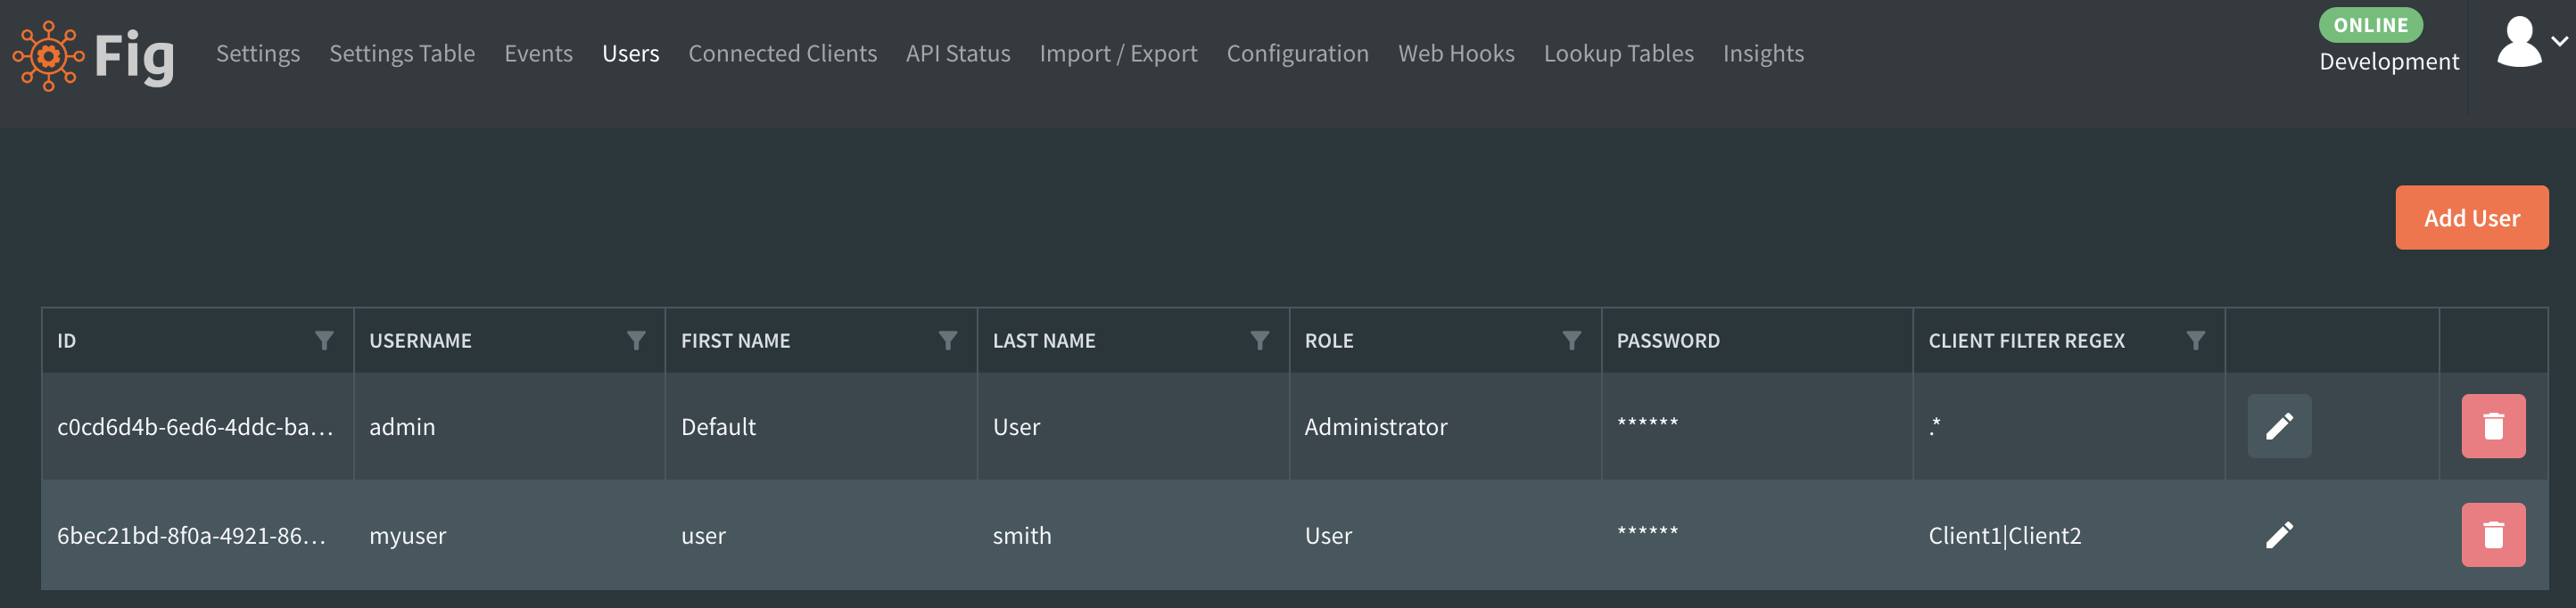 Fig
Settings Settings Table Events Users Connected Clients API Status Import / Export Configuration Web Hooks Lookup Tables Insights
ONLINE
Development
Add User
ID USERNAME FIRST NAME LAST NAME ROLE PASSWORD CLIENT FILTER REGEX
c0cd6d4b-6ed6-4ddc-ba... admin Default User Administrator ****** .*
6bec21bd-8f0a-4921-86... myuser user smith User ****** Client1|Client2